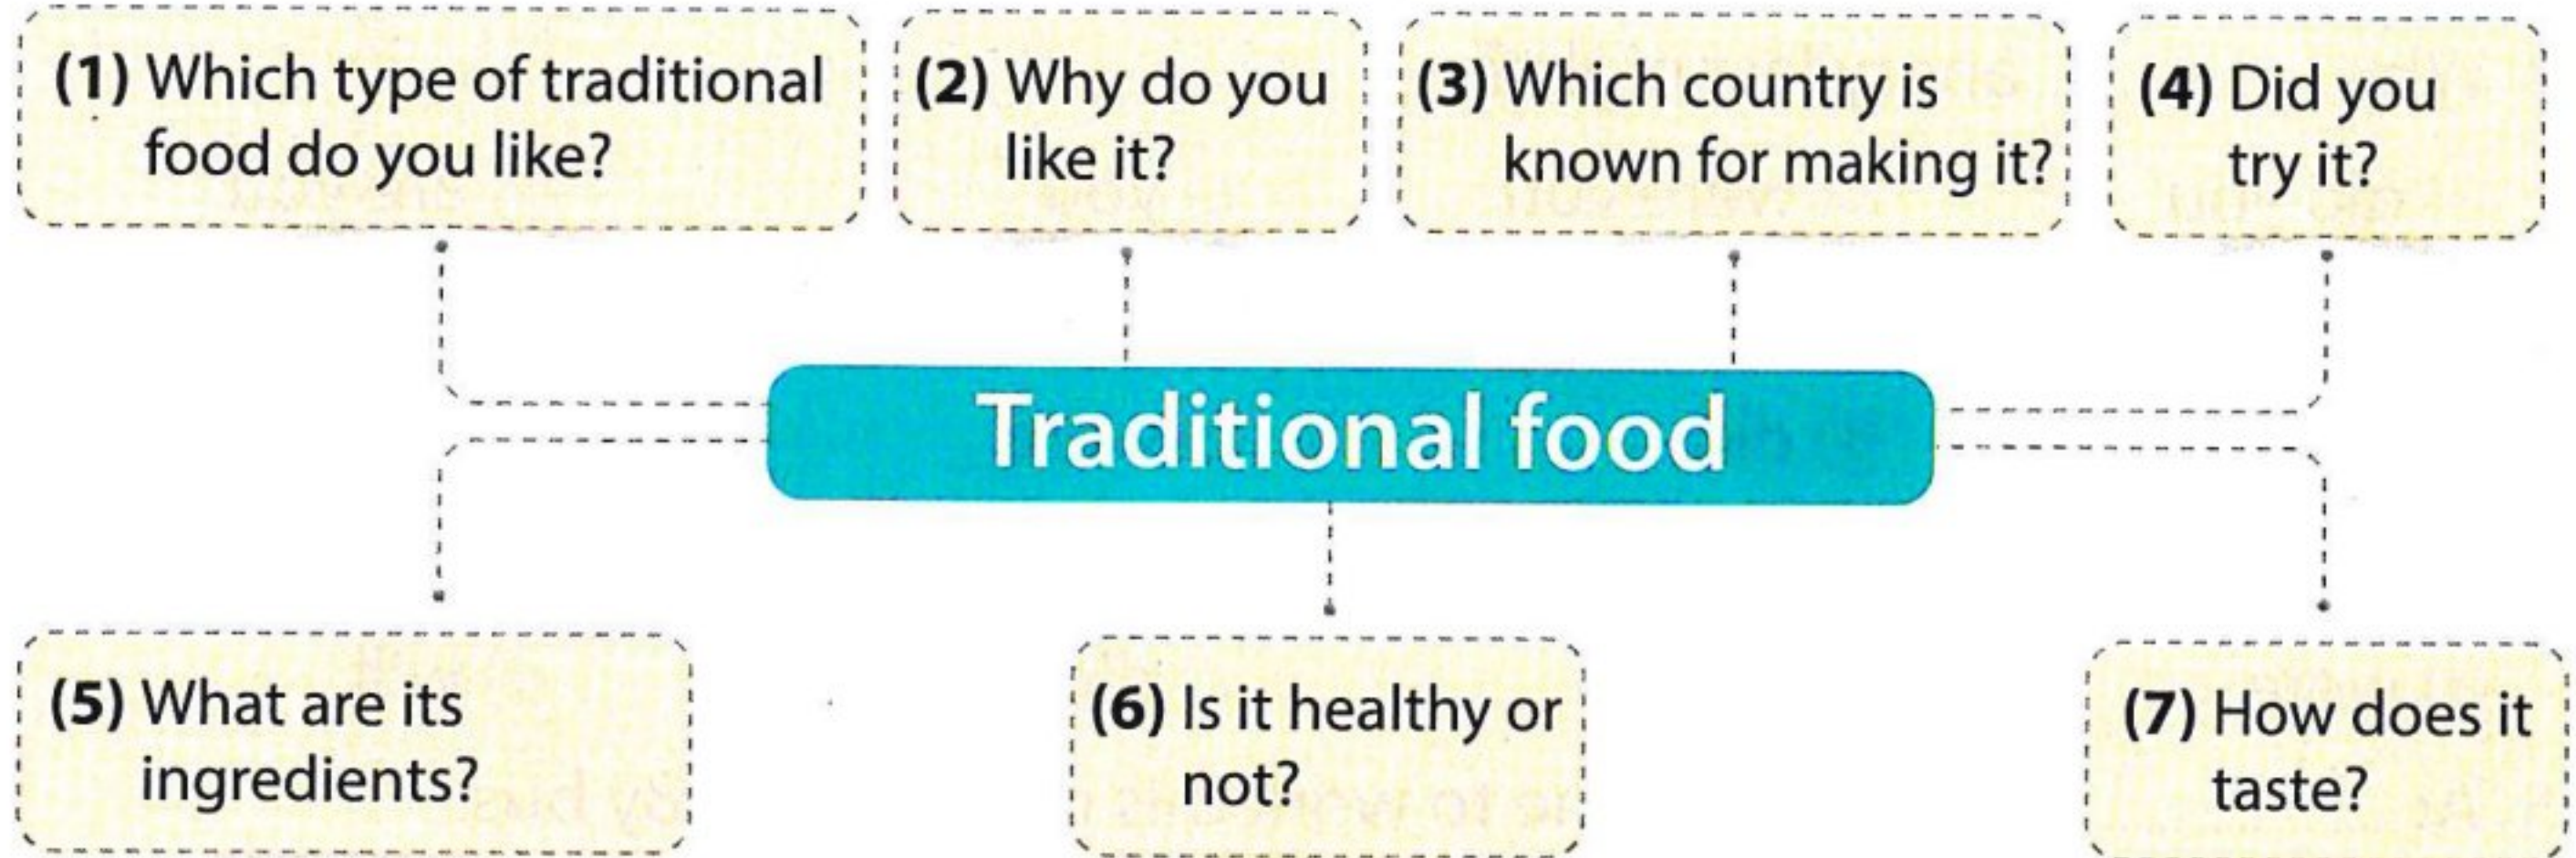 (1) Which type of traditional
food do you like?
(2) Why do you
like it?
(3) Which country is
known for making it?
(4) Did you
try it?
Traditional food
(5) What are its
ingredients?
(6) Is it healthy or
not?
(7) How does it
taste?